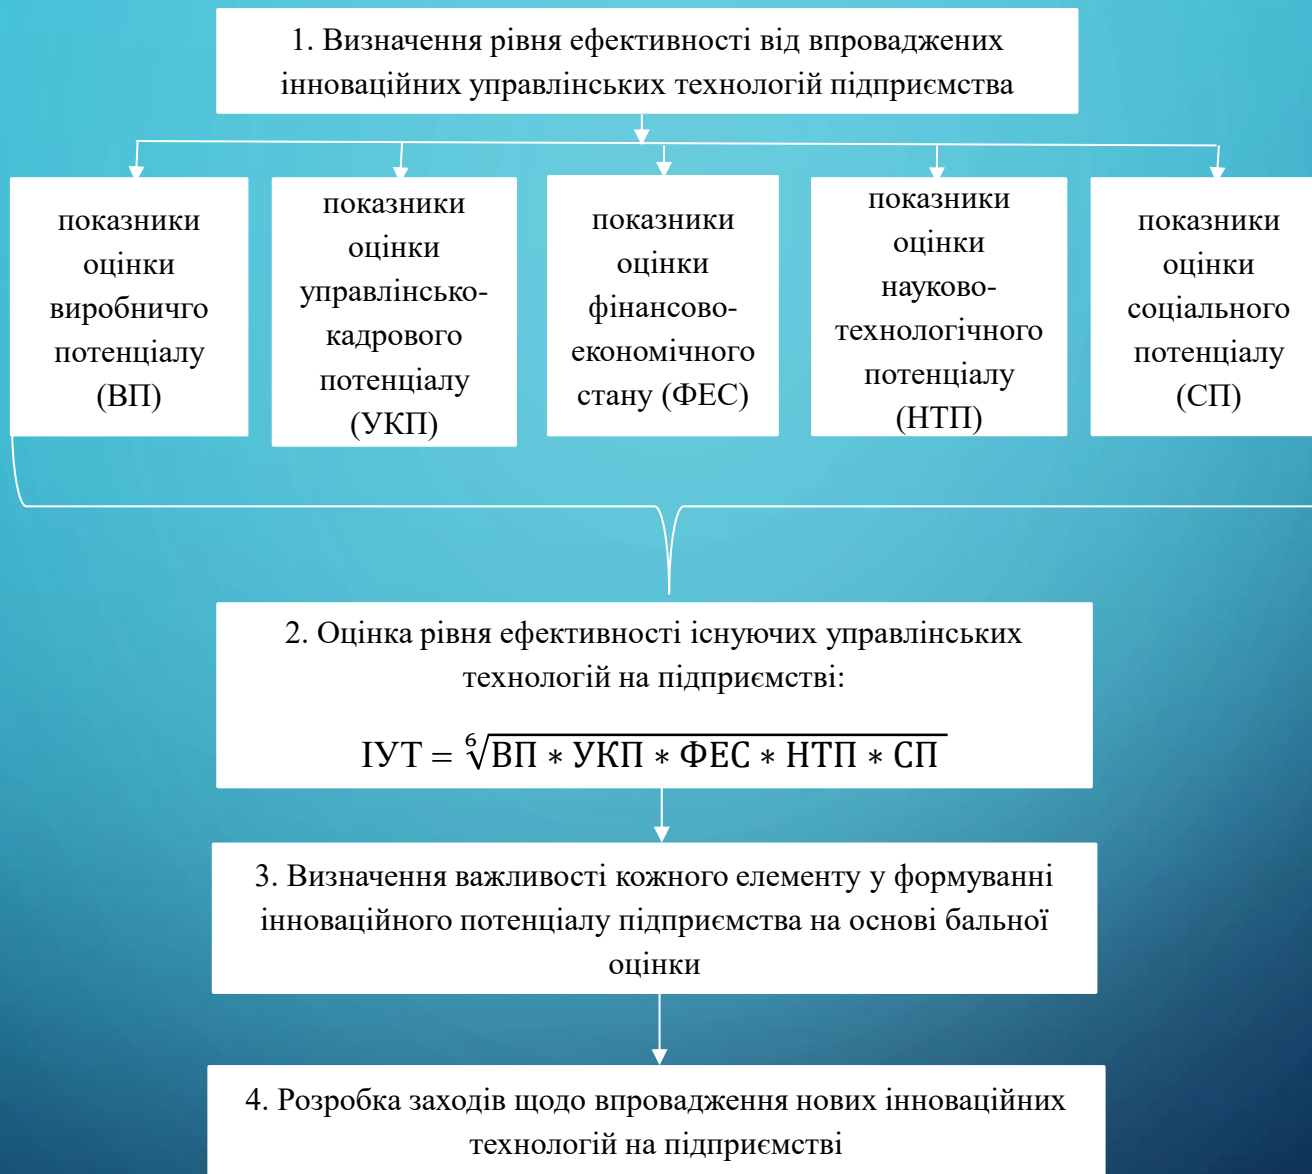 1. Визначення рівня ефективності від впроваджених
інноваційних управлінських технологій підприємства
показники
оцінки
виробничго
потенціалу
(ВП)
показники
оцінки
управлінсько-
кадрового
потенціалу
(УКП)
показники
оцінки
фінансово-
економічного
стану (ФЕС)
показники
оцінки
науково-
технологічного
потенціалу
(НТП)
показники
оцінки
соціального
потенціалу
(СП)
2. Оцінка рівня ефективності існуючих управлінських
технологій на підприємстві:
ІУТ = ⁶√ВП ∗ УКП ∗ ФЕС ∗ НТП ∗ СП
3. Визначення важливості кожного елементу у формуванні
інноваційного потенціалу підприємства на основі бальної
оцінки
4. Розробка заходів щодо впровадження нових інноваційних
технологій на підприємстві